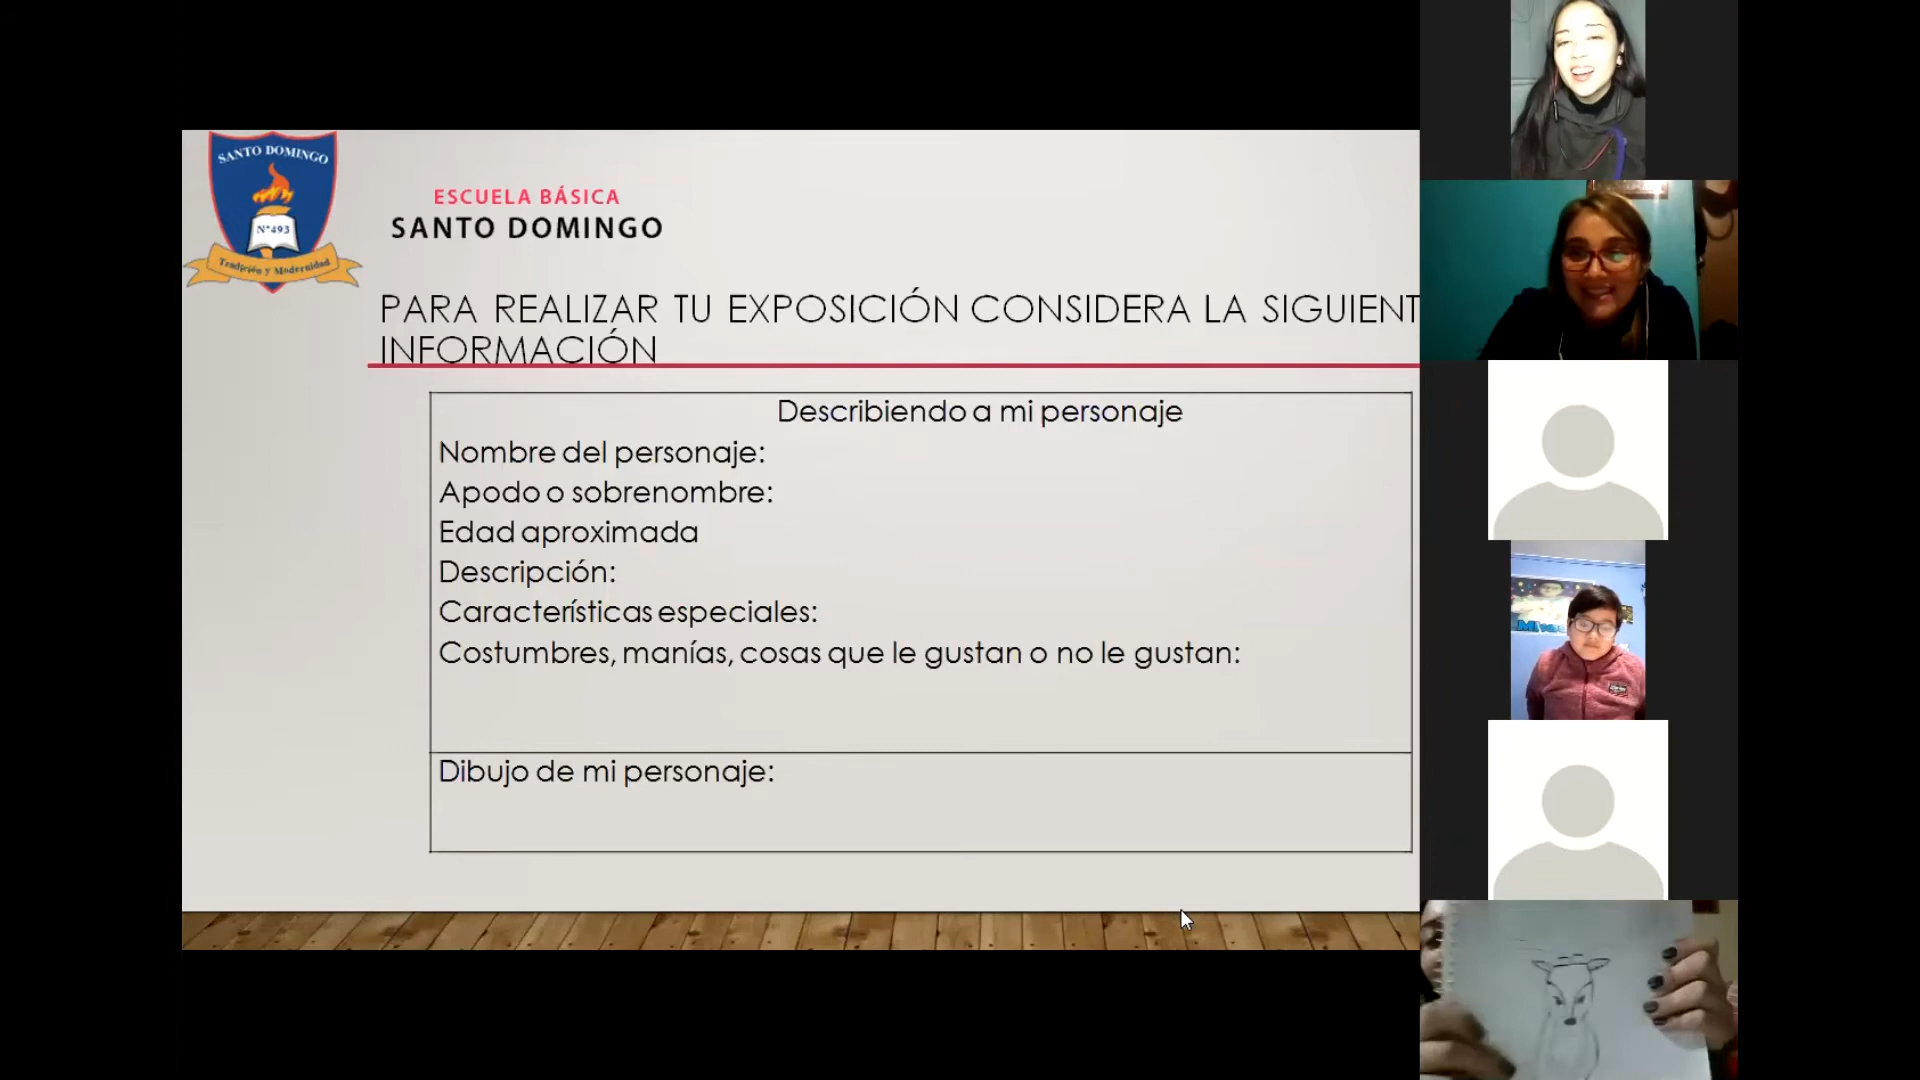 SANTO DOMINGO
N°493
Tradición y Modernidad
ESCUELA BÁSICA
SANTO DOMINGO
PARA REALIZAR TU EXPOSICIÓN CONSIDERA LA SIGUIENT
INFORMACIÓN
Describiendo a mi personaje
Nombre del personaje:
Apodo o sobrenombre:
Edad aproximada
Descripción:
Características especiales:
Costumbres, manías, cosas que le gustan o no le gustan:
Dibujo de mi personaje: